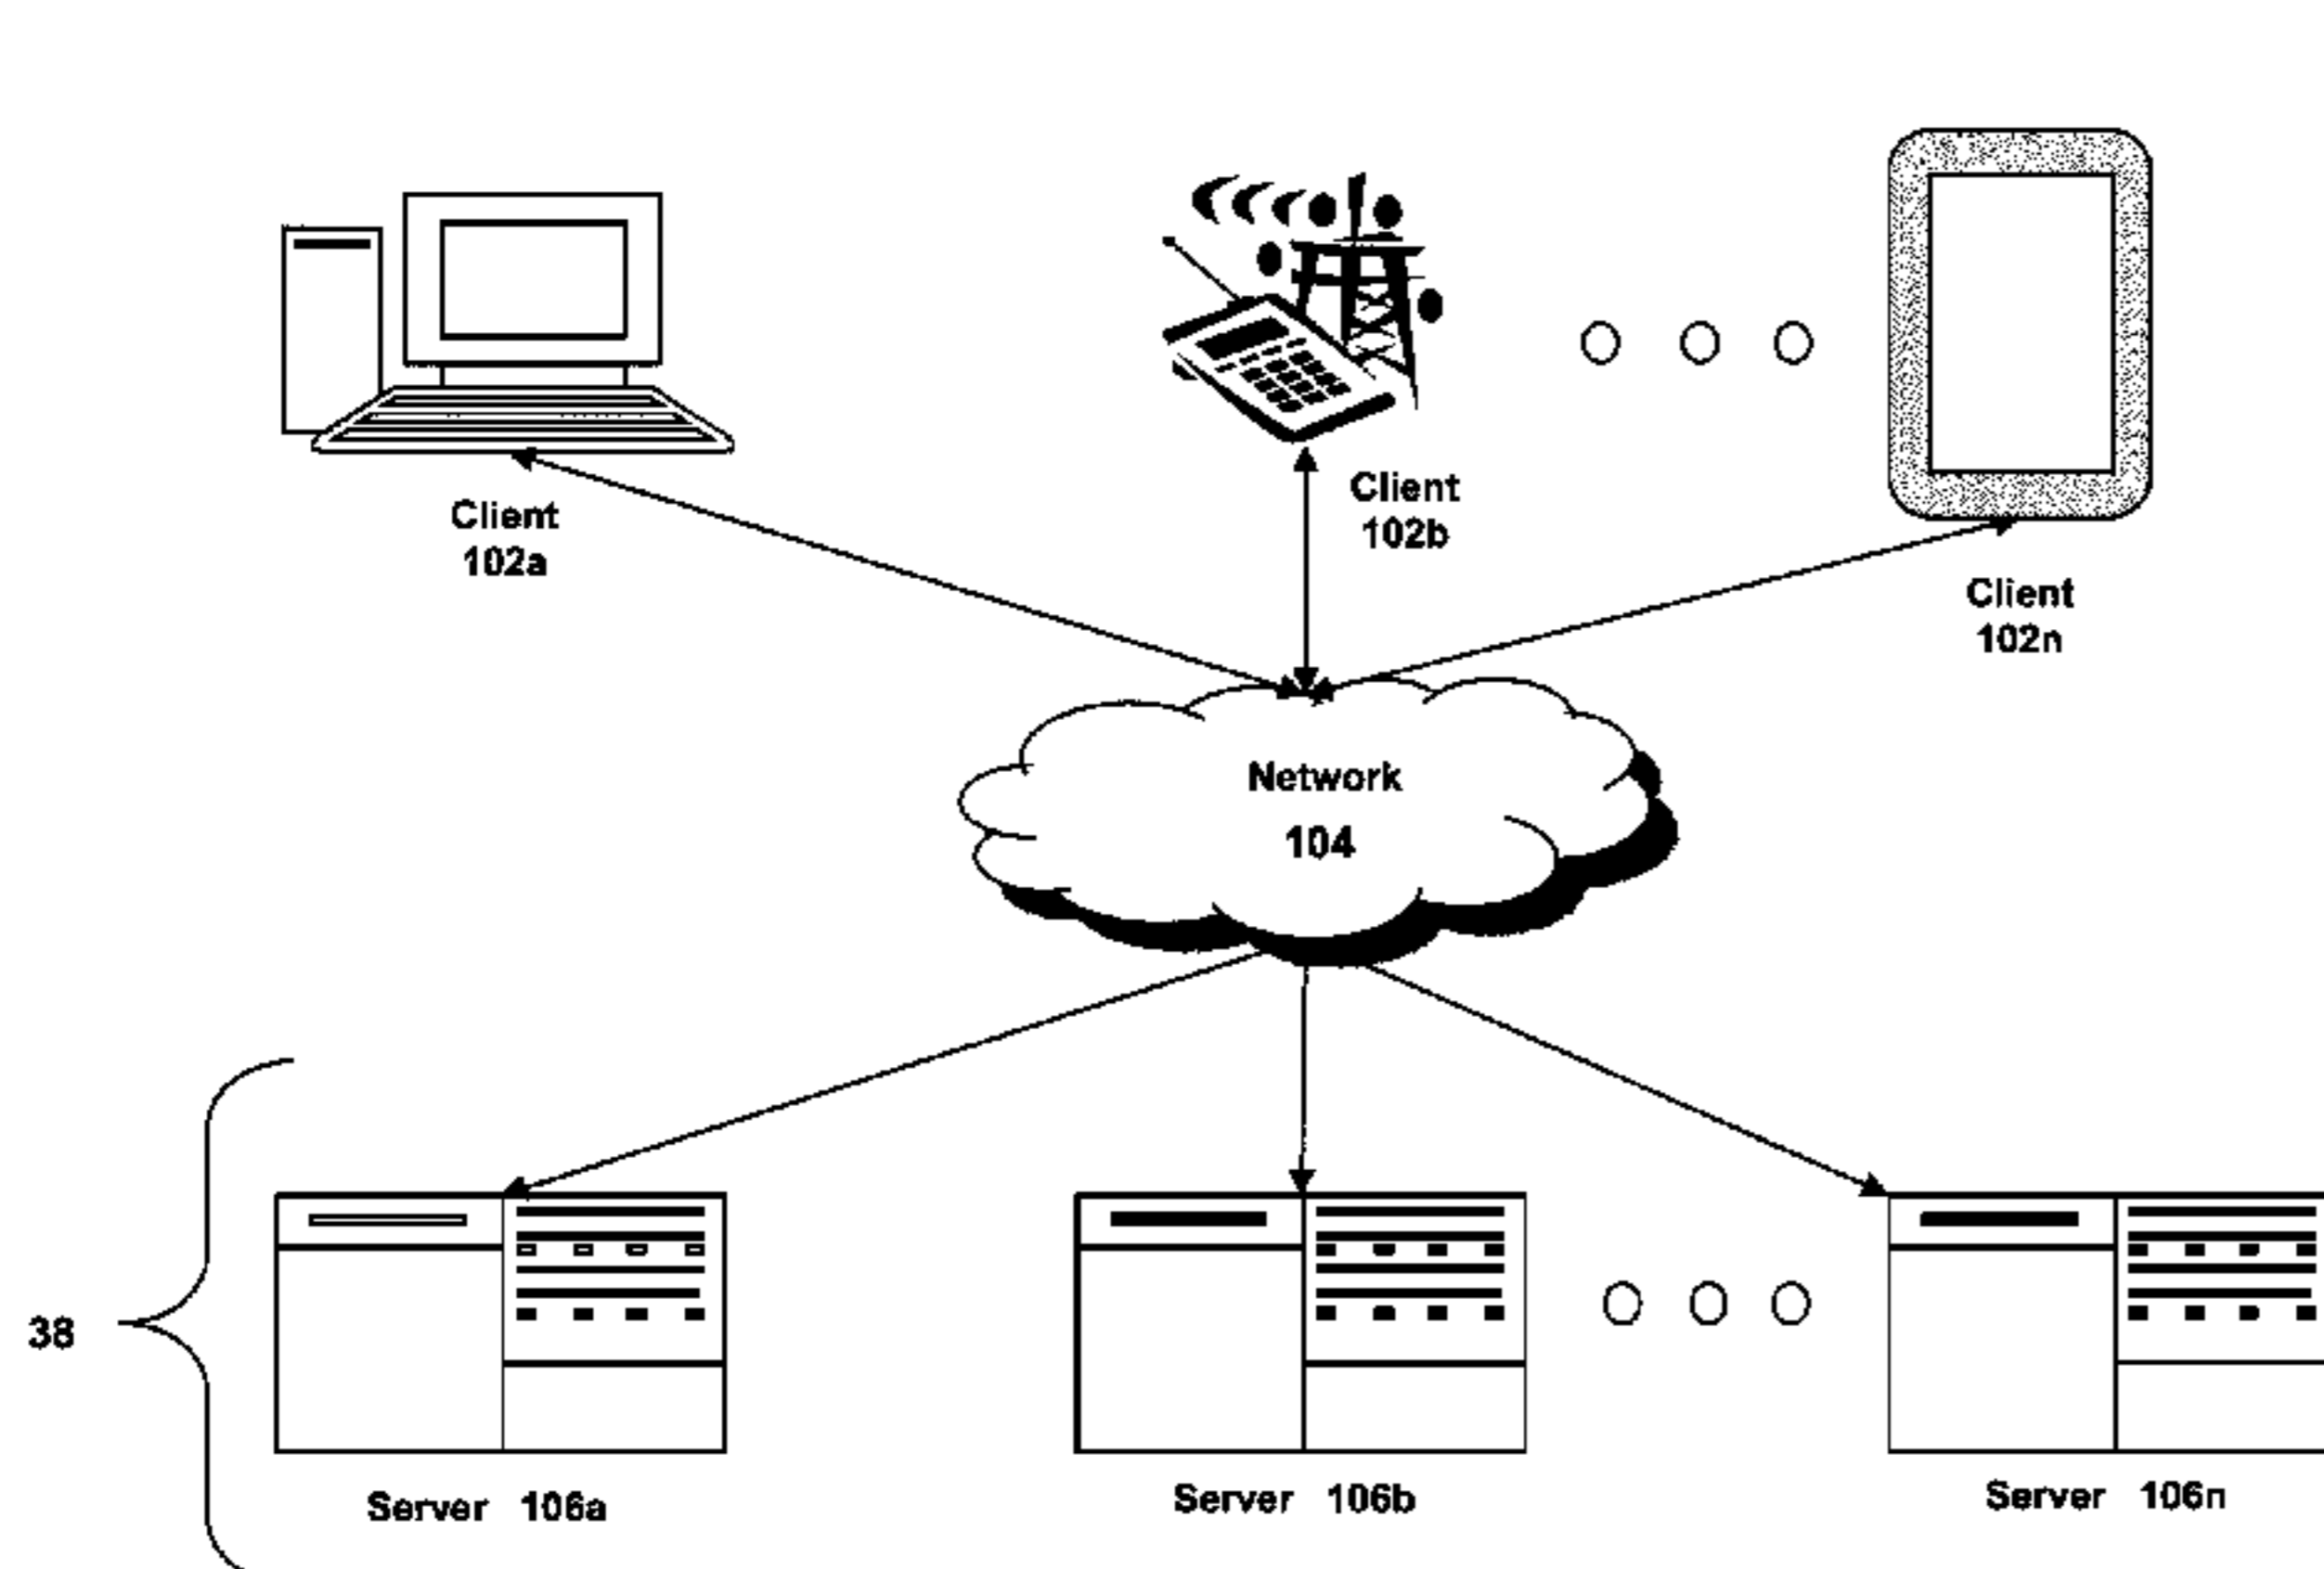 Client
102a
Client
102b
Client
102n
Network
104
38
Server 106a
Server 106b
Server 106n